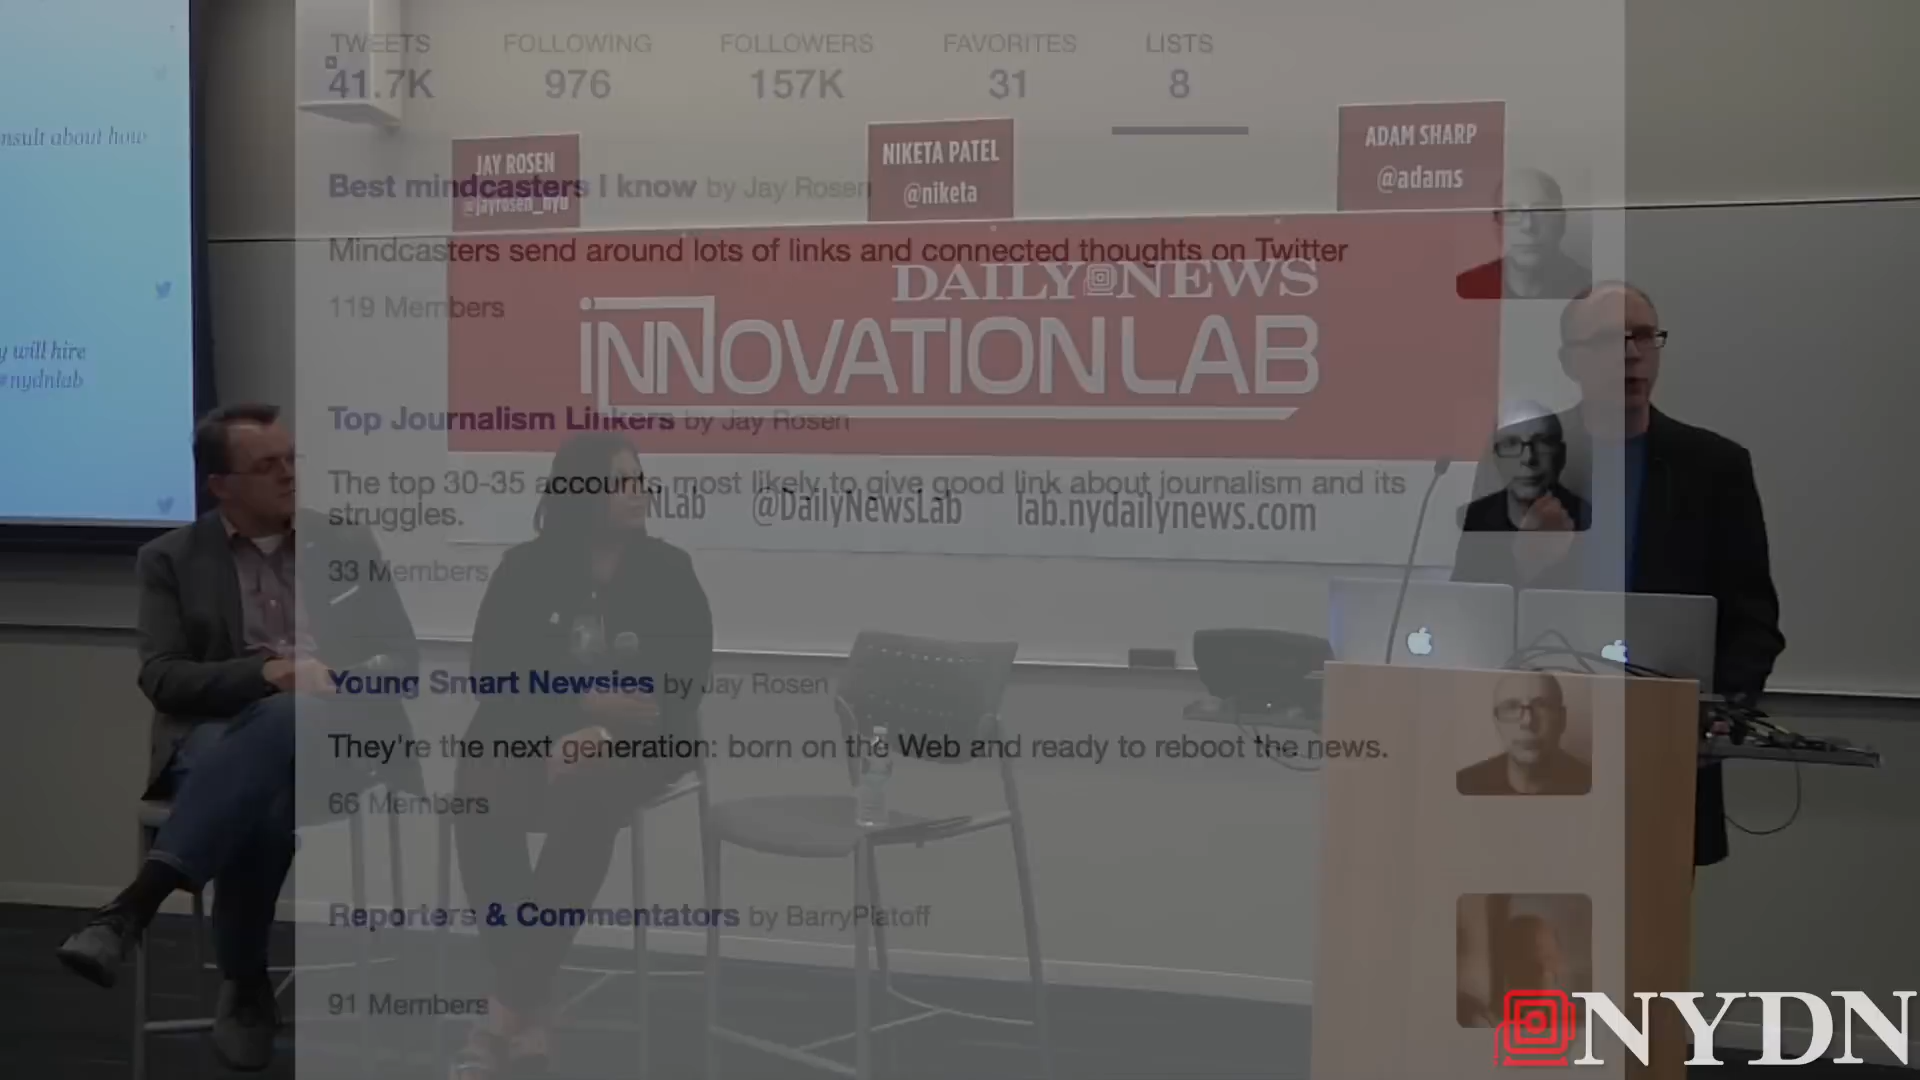 TWEETS FOLLOWING FOLLOWERS FAVORITES LISTS
41.7K 976 157K 31 8
nsult about how
will hire
#nydnlab
JAY ROSEN
@jayrosen_nyu
NIKETA PATEL
@niketa
ADAM SHARP
@adams
Best mindcasters I know by Jay Rosen
Mindcasters send around lots of links and connected thoughts on Twitter
119 Members
DAILY NEWS
INNOVATION LAB
Top Journalism Linkers by Jay Rosen
The top 30-35 accounts most likely to give good link about journalism and its
struggles.
33 Members
NLab @DailyNewsLab lab.nydailynews.com
Young Smart Newsies by Jay Rosen
They're the next generation: born on the Web and ready to reboot the news.
66 Members
Reporters & Commentators by BarryPlatoff
91 Members
NYDN